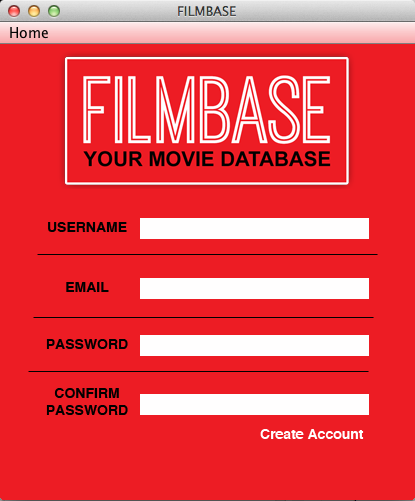 FILMBASE
Home
FILMBASE
YOUR MOVIE DATABASE
USERNAME
EMAIL
PASSWORD
CONFIRM
PASSWORD
Create Account